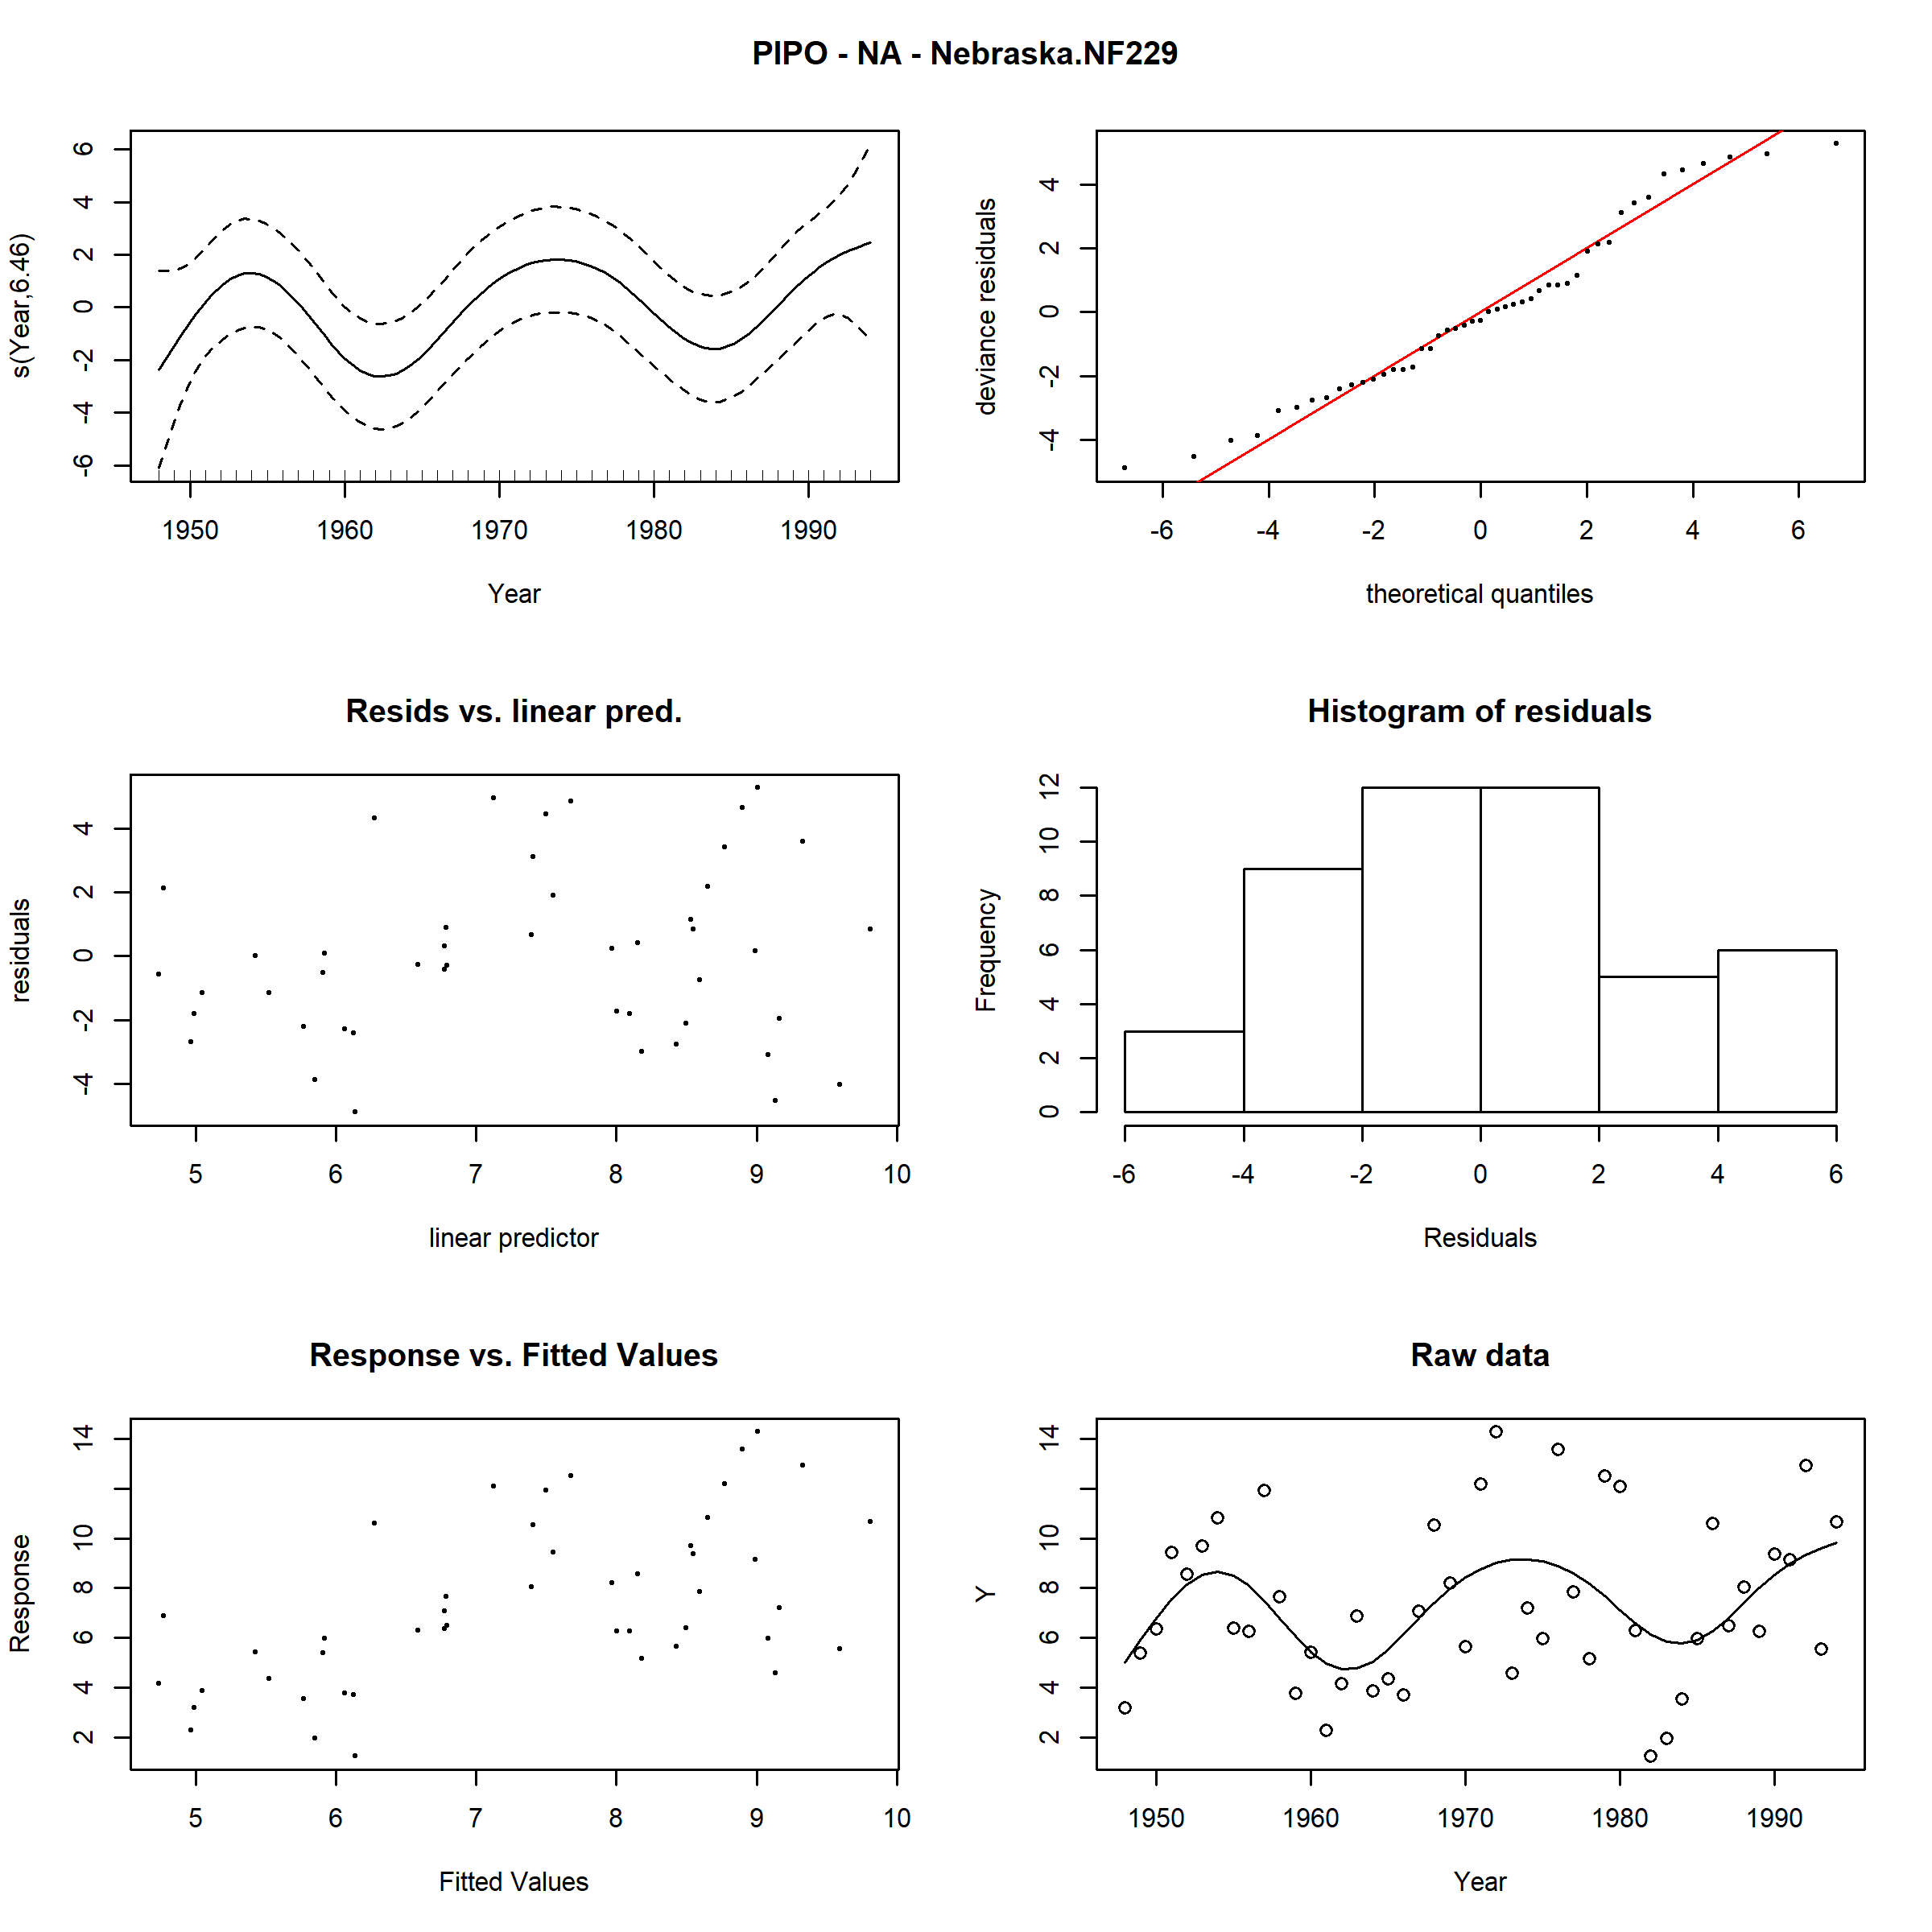 PIPO - NA - Nebraska.NF229
s(Year,6.46)
6
4
2
0
-2
-4
-6
1950 1960 1970 1980 1990
Year
deviance residuals
4
2
0
-2
-4
-6 -4 -2 0 2 4 6
theoretical quantiles
Resids vs. linear pred.
residuals
4
2
0
-2
-4
5 6 7 8 9 10
linear predictor
Histogram of residuals
Frequency
12
10
8
6
4
2
0
-6 -4 -2 0 2 4 6
Residuals
Response vs. Fitted Values
Response
14
10
8
6
4
2
5 6 7 8 9 10
Fitted Values
Raw data
Y
14
10
8
6
4
2
1950 1960 1970 1980 1990
Year